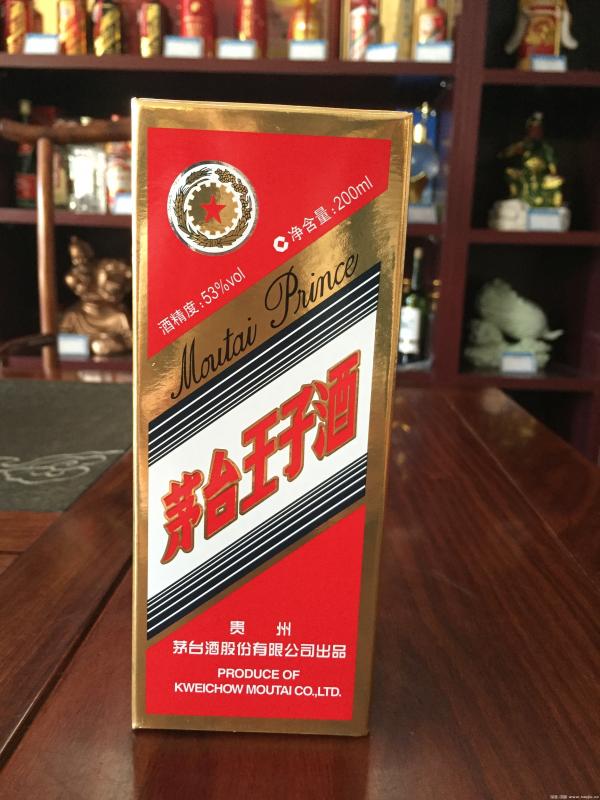 净含量:200ml
酒精度:53%vol
Moutai Prince
茅台王子酒
贵 州
茅台酒股份有限公司出品
PRODUCE OF
KWEICHOW MOUTAI CO.,LTD.